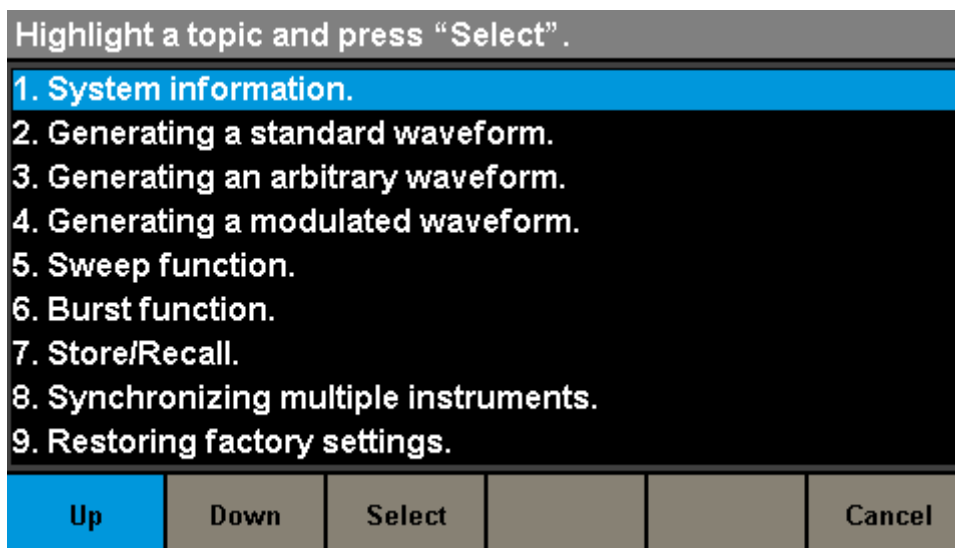 Highlight a topic and press “Select”.
1. System information.
2. Generating a standard waveform.
3. Generating an arbitrary waveform.
4. Generating a modulated waveform.
5. Sweep function.
6. Burst function.
7. Store/Recall.
8. Synchronizing multiple instruments.
9. Restoring factory settings.
Up Down Select Cancel